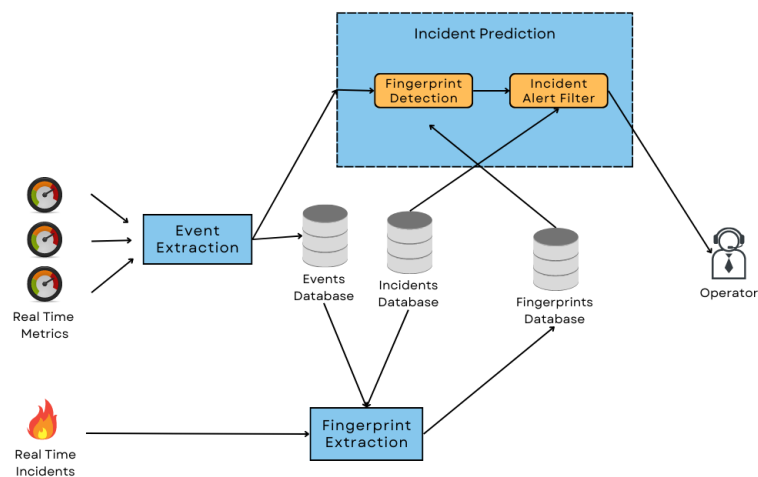 Incident Prediction
Fingerprint
Detection
Incident
Alert Filter
Event
Extraction
Real Time
Metrics
Events
Database
Incidents
Database
Fingerprints
Database
Operator
Real Time
Incidents
Fingerprint
Extraction